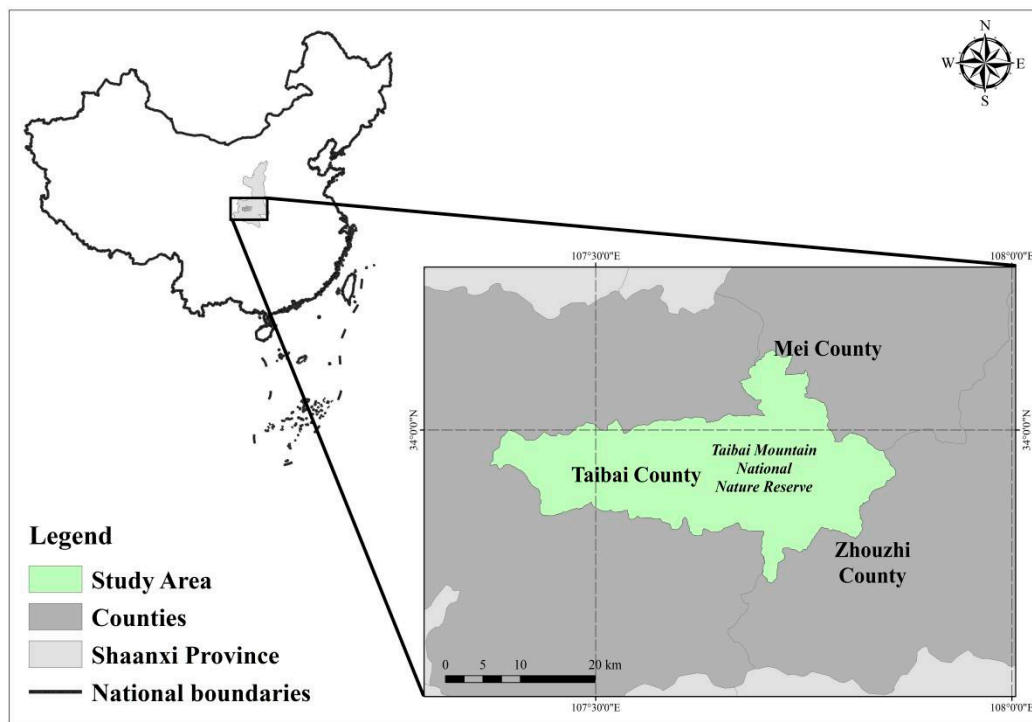 N
W E
S
107°3'0"E
108°0'0"E
Mei County
34°0'0"N
34°0'0"N
Taibai Mountain
National
Nature Reserve
Taibai County
Zhouzhi
County
Legend
Study Area
Counties
Shaanxi Province
National boundaries
0 5 10 20 km
107°3'0"E
108°0'0"E